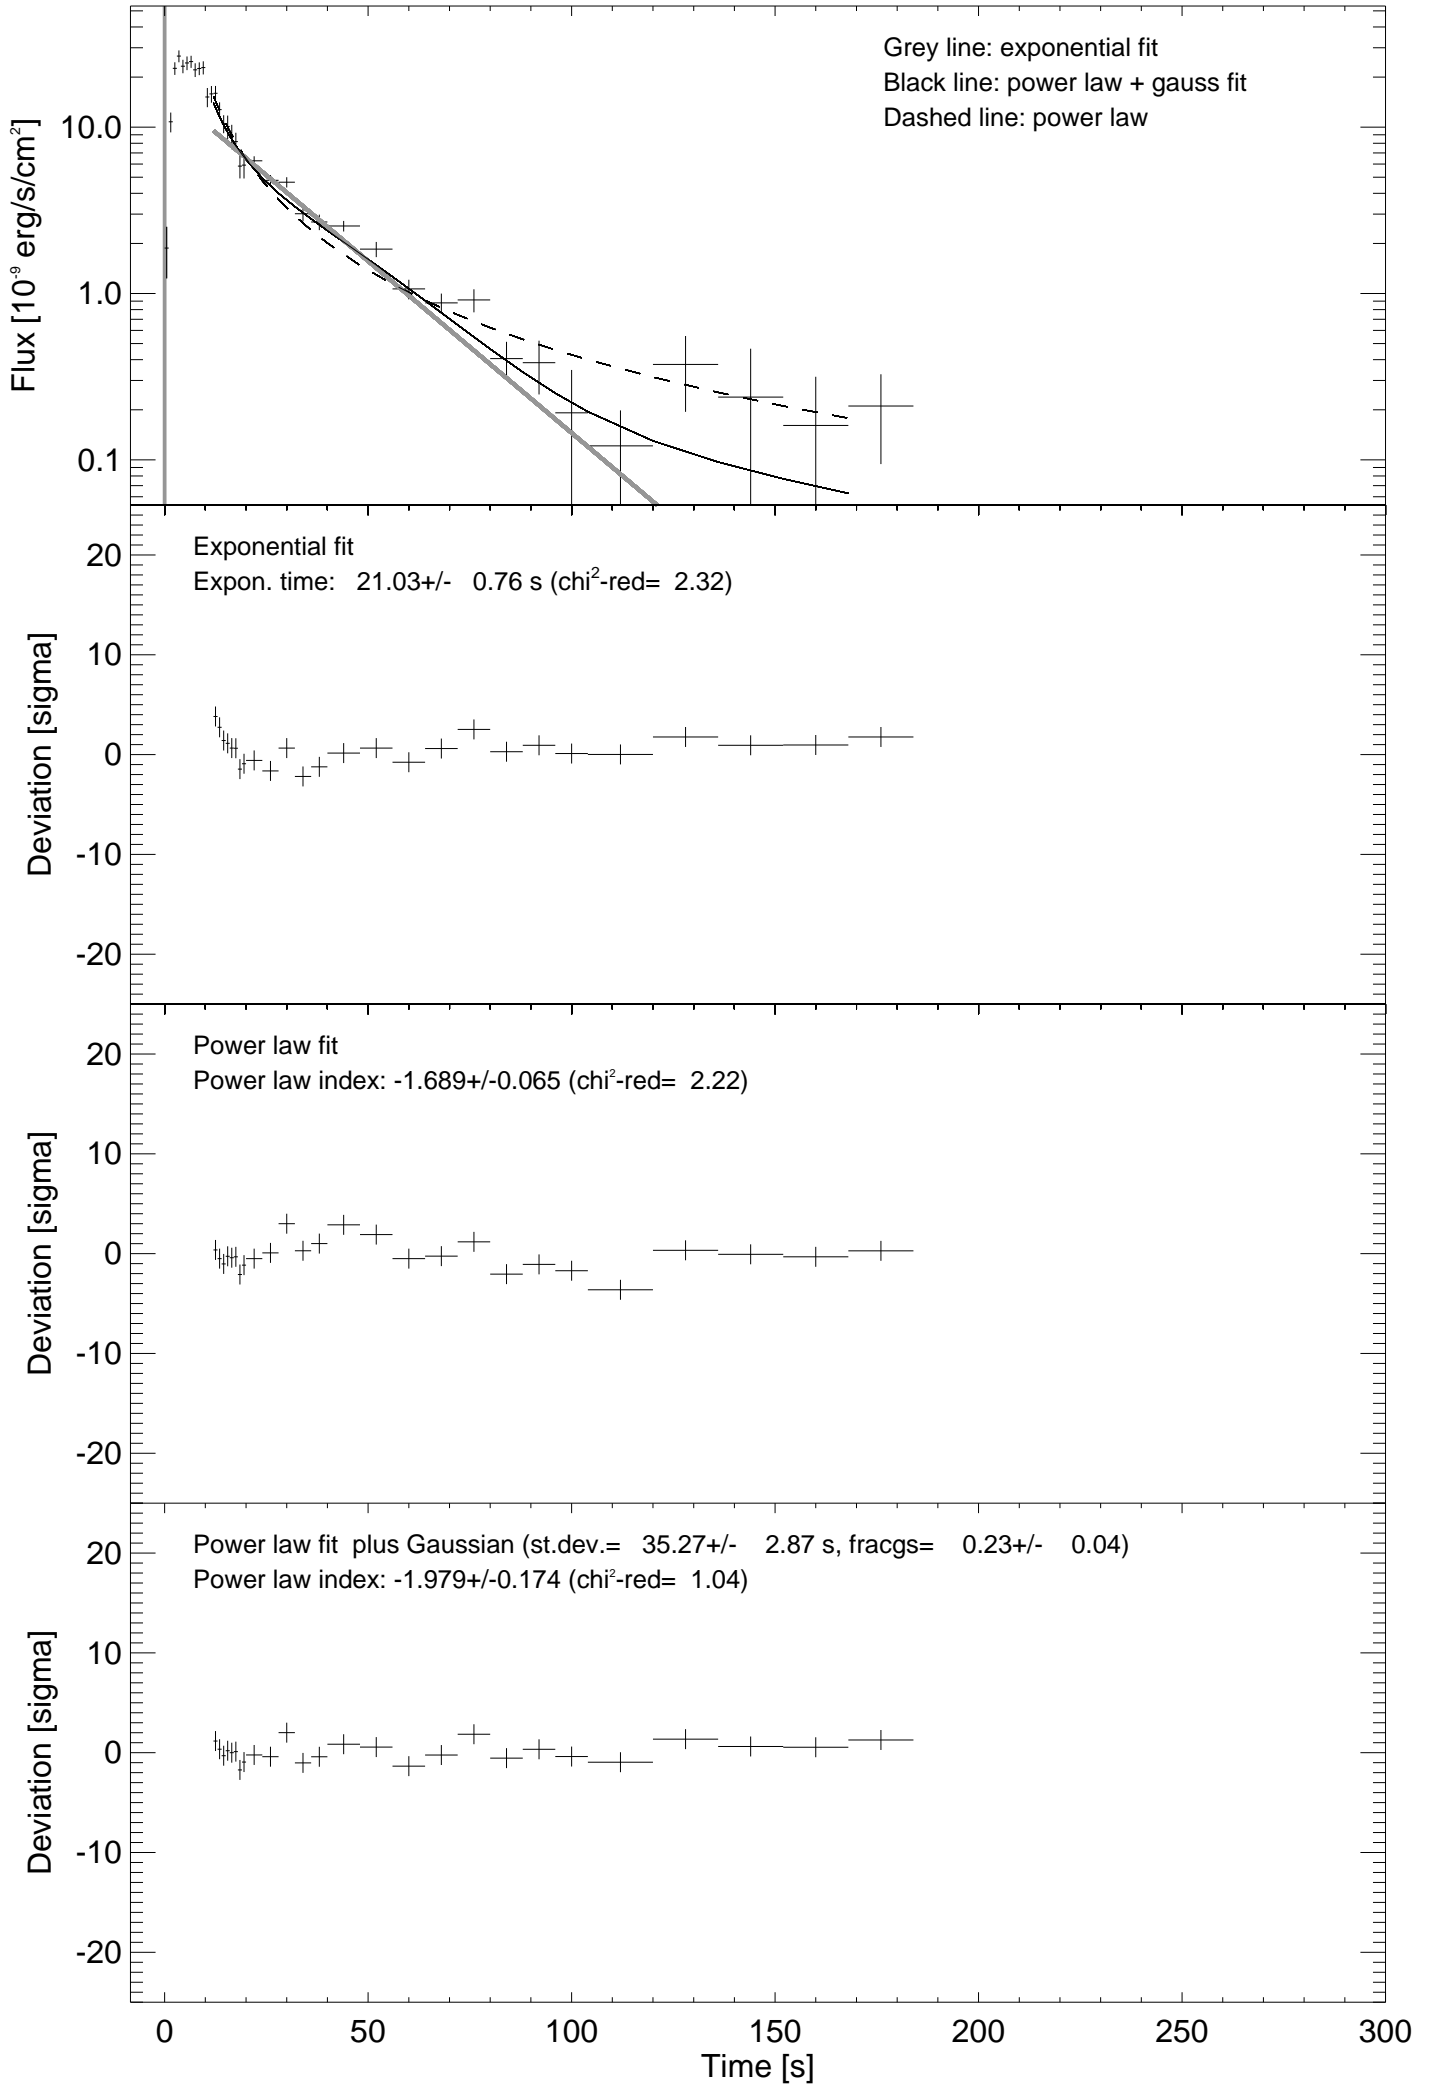 Grey line: exponential fit
Black line: power law + gauss fit
Dashed line: power law
Flux [10⁻⁹ erg/s/cm²]
10.0
1.0
0.1
Exponential fit
Expon. time: 21.03+/- 0.76 s (chi²-red= 2.32)
Deviation [sigma]
20
10
0
-10
-20
Power law fit
Power law index: -1.689+/-0.065 (chi²-red= 2.22)
Deviation [sigma]
20
10
0
-10
-20
Power law fit plus Gaussian (st.dev.= 35.27+/- 2.87 s, fracgs= 0.23+/- 0.04)
Power law index: -1.979+/-0.174 (chi²-red= 1.04)
Deviation [sigma]
20
10
0
-10
-20
0 50 100 150 200 250 300
Time [s]